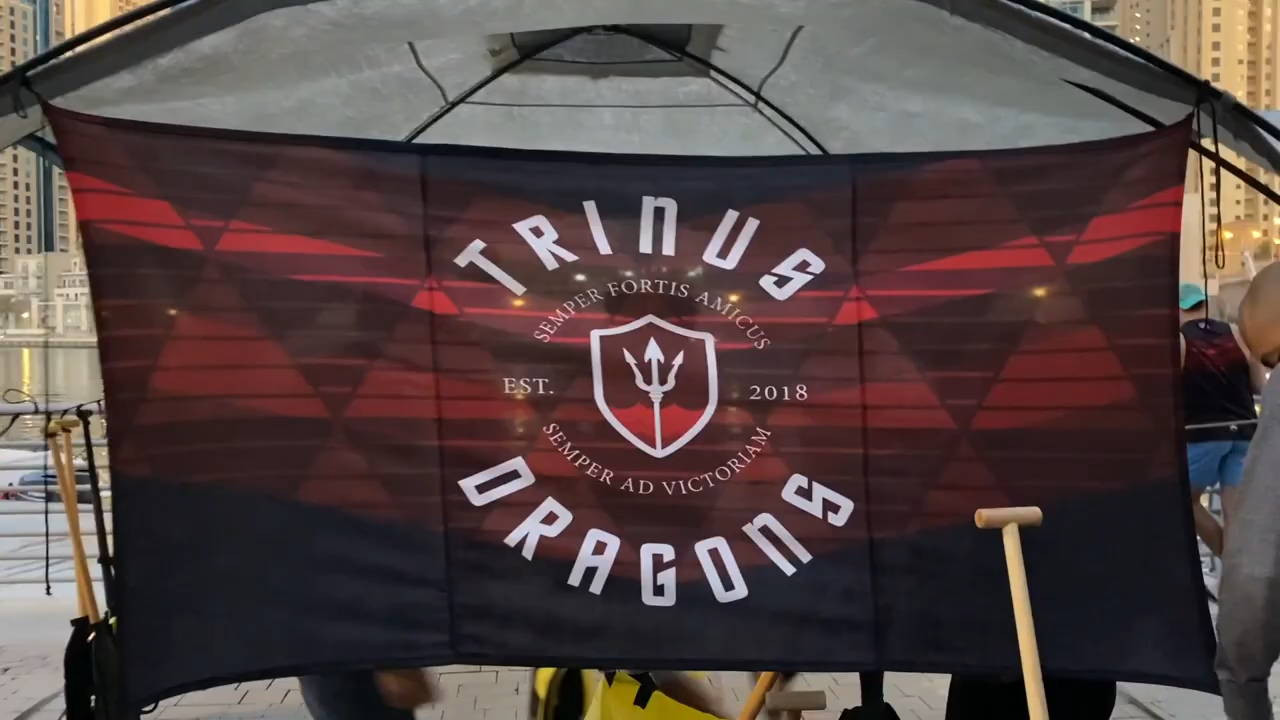 TRINUS
SEMPER FORTIS AMICUS
EST. 2018
SEMPER AD VICTORIAM
DRAGONS